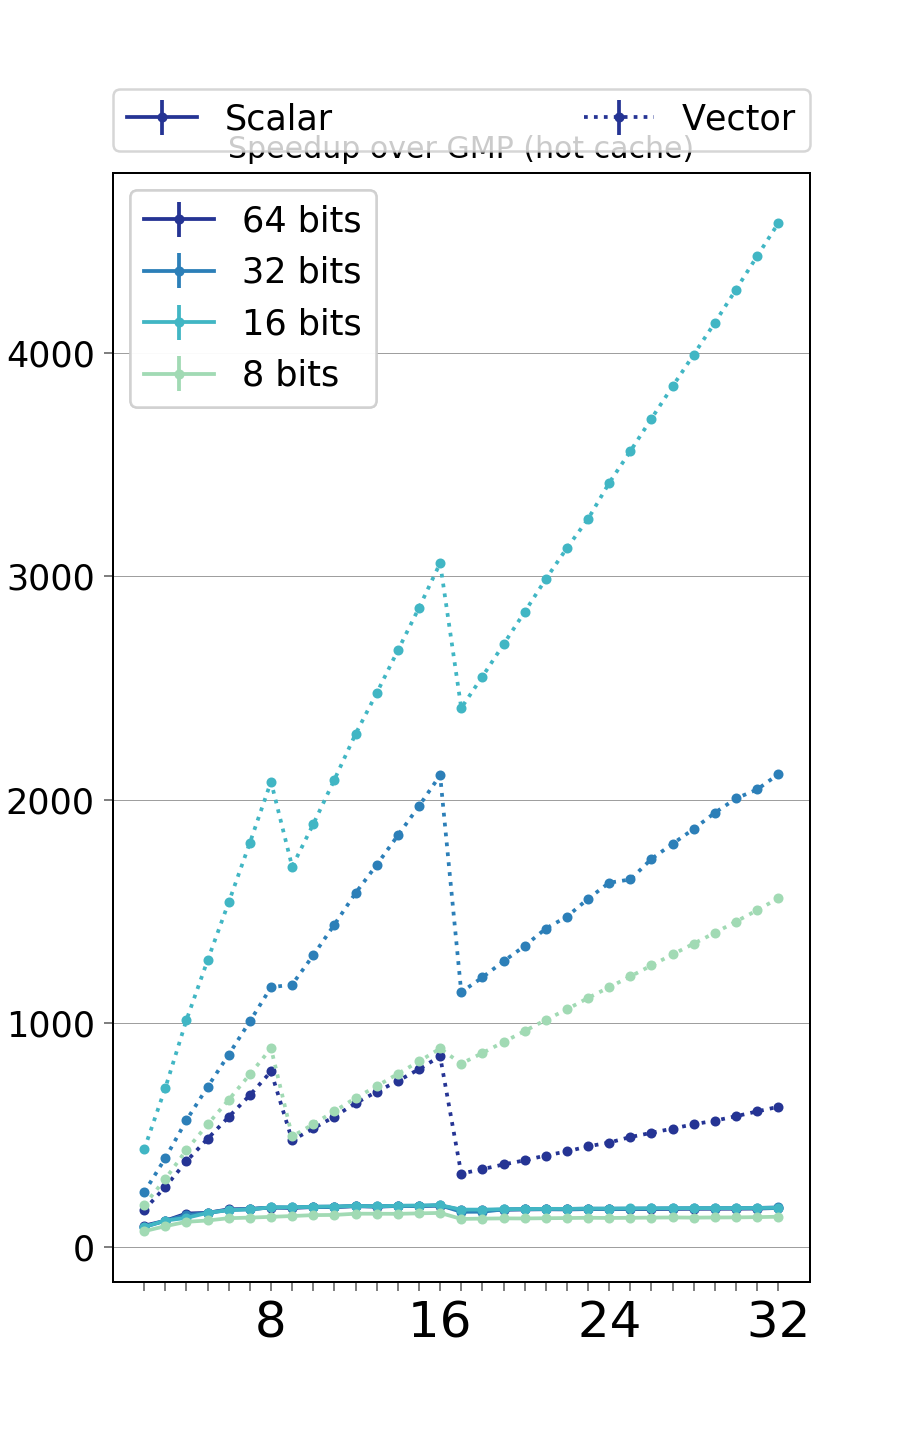 Scalar Vector
Speedup over GMP (hot cache)
64 bits
32 bits
16 bits
8 bits
4000
3000
2000
1000
0
8 16 24 32